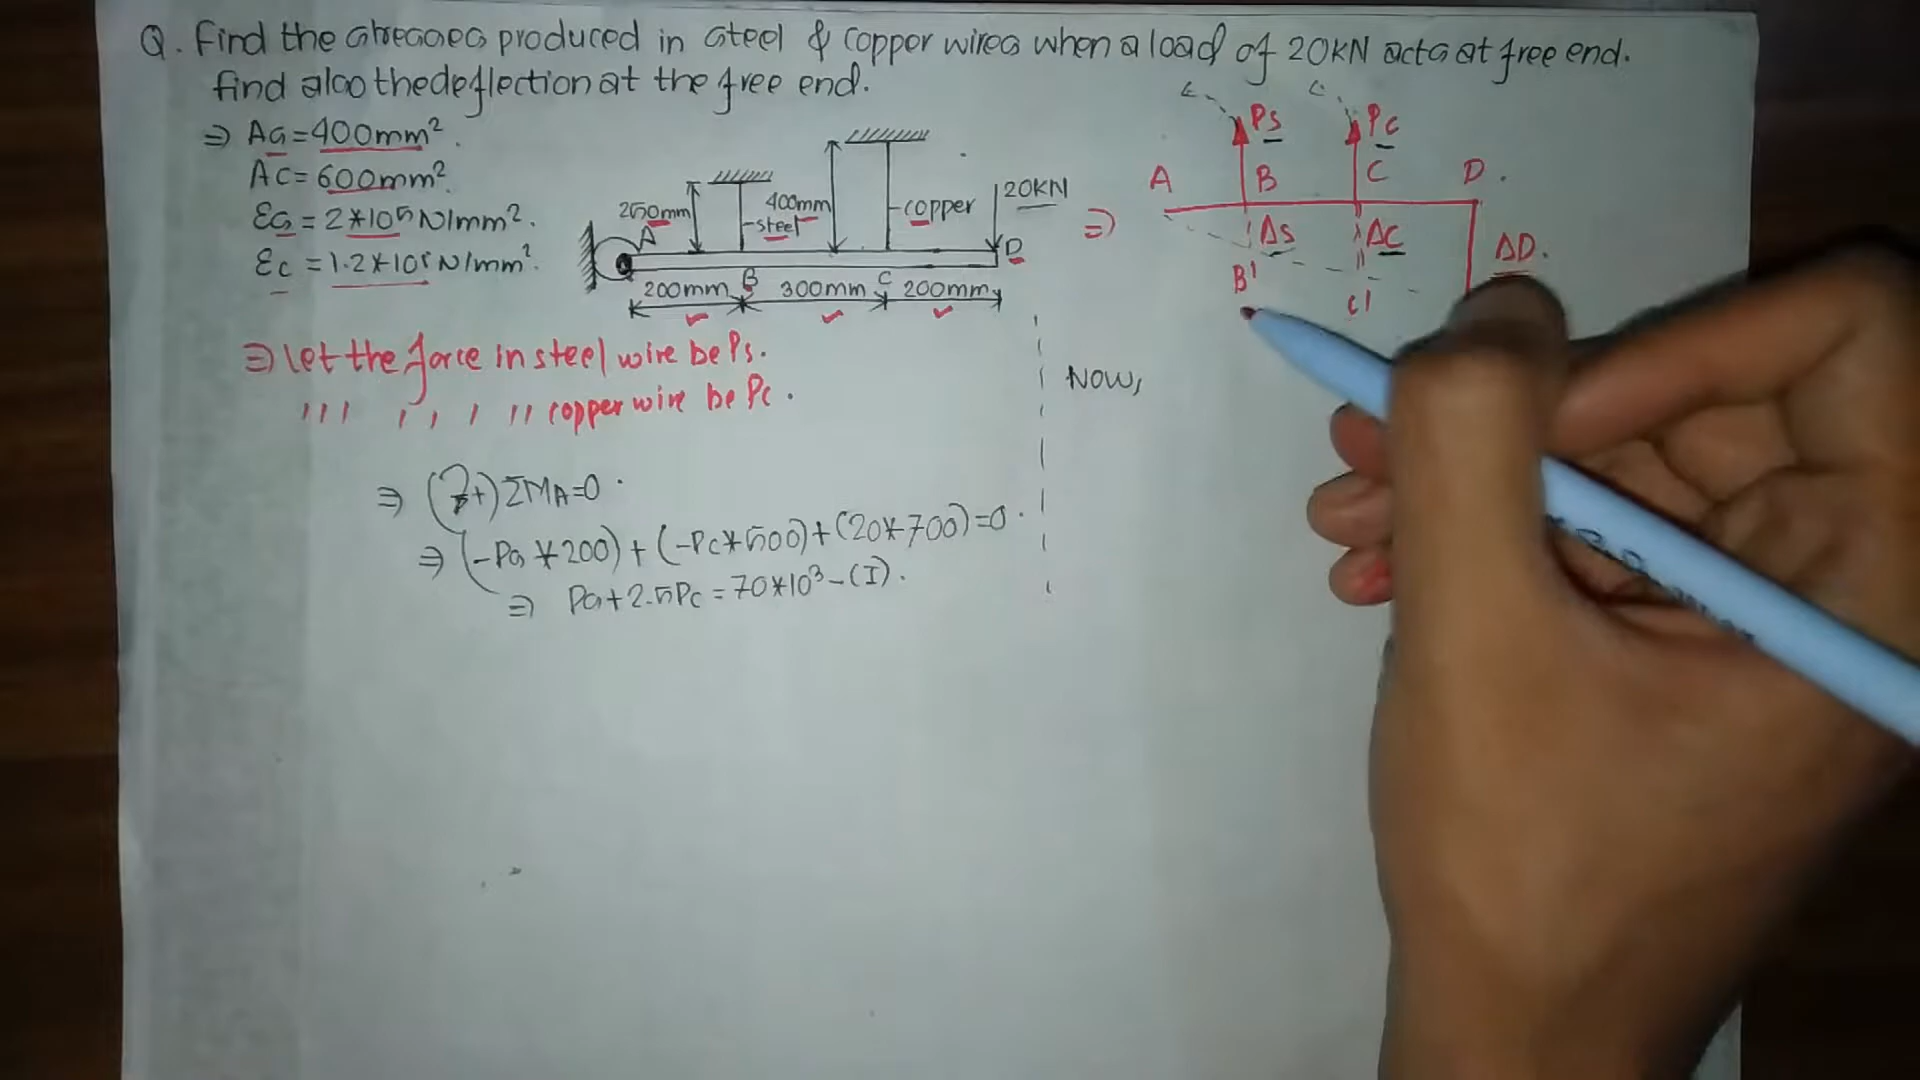 Q. Find the stresses produced in steel & copper wires when a load of 20KN acts at free end.
find also the deflection at the free end.
⇒ As=400mm².
AC=600mm².
Es = 2*10⁵N/mm².
Ec = 1.2*10⁵N/mm².
250mm
400mm
steel
copper
20KN
A
B
C
D
200mm
300mm
200mm
⇒
Ps
Pc
A
B
C
D.
Δs
Δc
ΔD.
B'
C'
⇒ let the force in steel wire be Ps.
''' , , ' '' copper wire be Pc.
⇒ (+) ΣMA=0.
⇒ (-Ps*200)+(-Pc*500)+(20*700)=0.
⇒ Ps+2.5Pc=70*10³-(I).
Now,